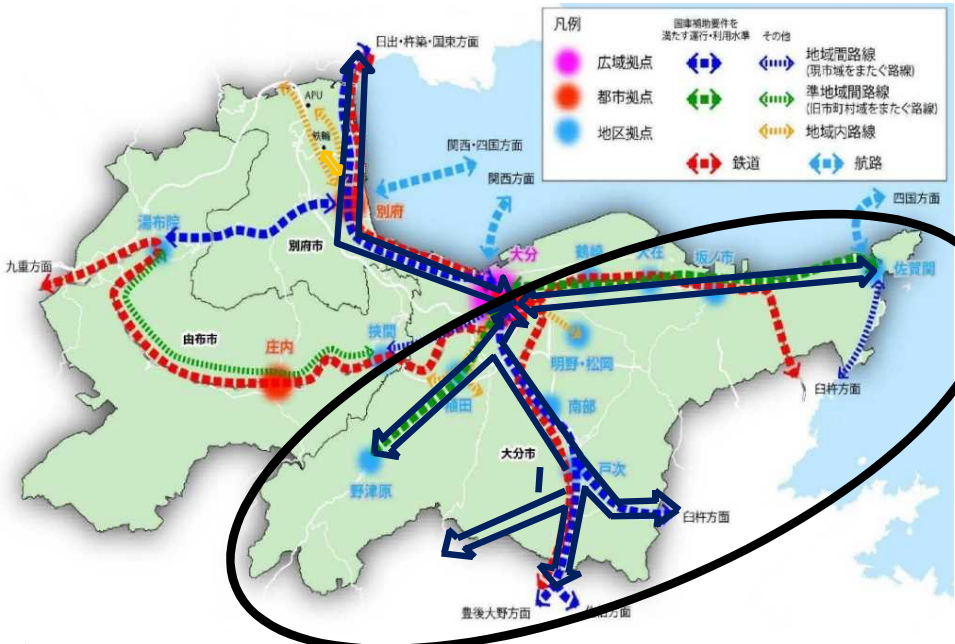 日出・杵築・国東方面
凡例
国庫補助要件を
満たす運行・利用水準
その他
広域拠点
地域間路線
(現市域をまたぐ路線)
都市拠点
準地域間路線
(旧市町村域をまたぐ路線)
地区拠点
地域内路線
鉄道
航路
APU
鉄輪
関西・四国方面
関西方面
四国方面
湯布院
別府
別府市
九重方面
大分
鶴崎
大在
坂ノ市
佐賀関
由布市
挾間
庄内
明野・松岡
臼杵方面
稙田
南部
大分市
戸次
野津原
臼杵方面
豊後大野方面
佐伯方面